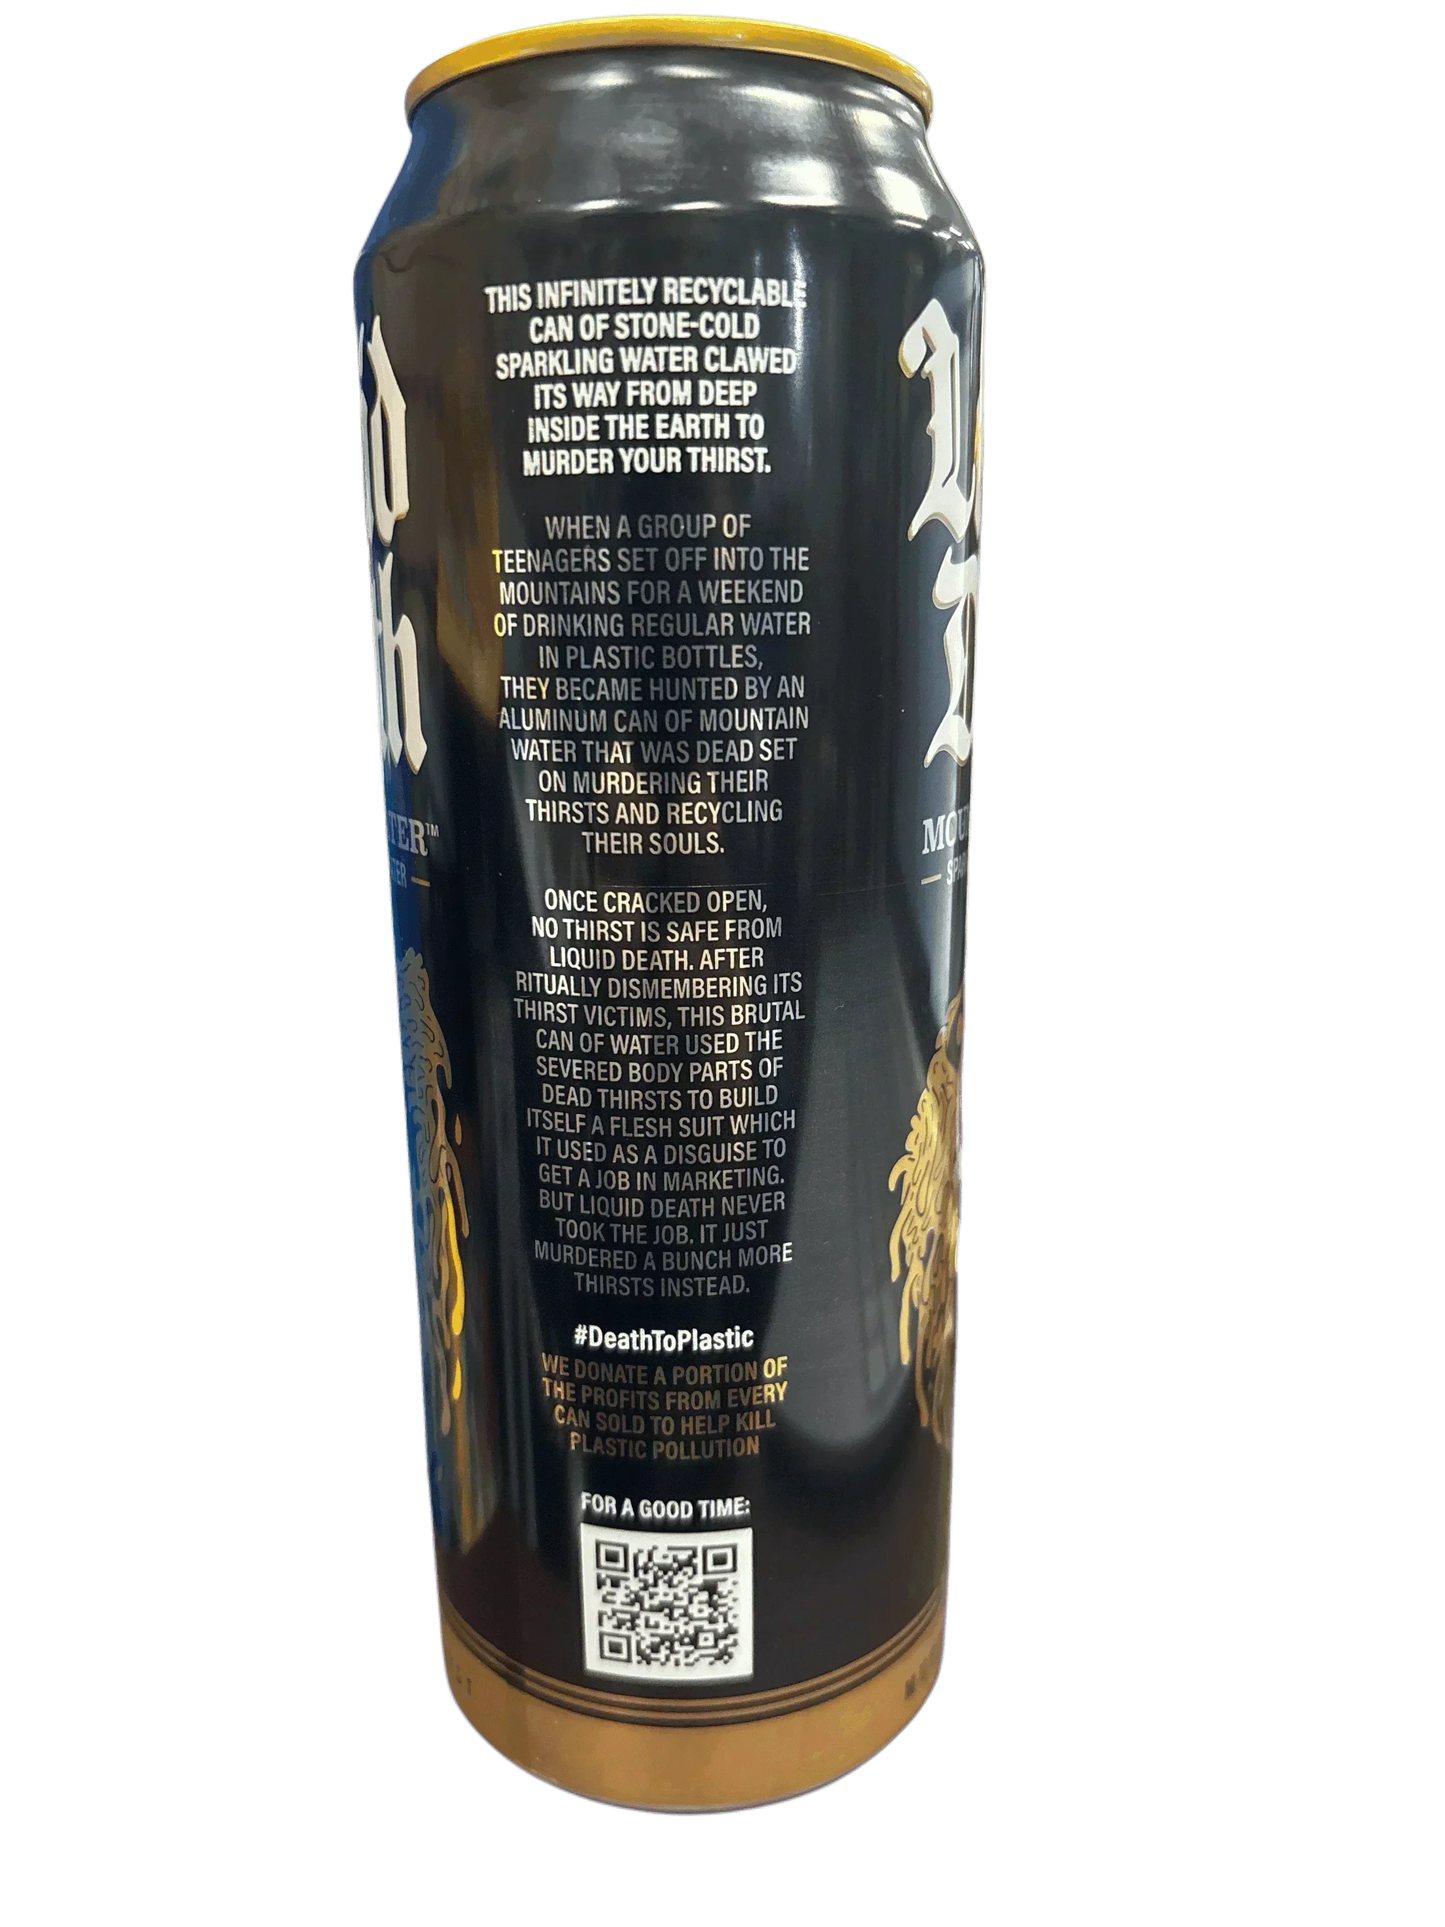 THIS INFINITELY RECYCLABLE
CAN OF STONE-COLD
SPARKLING WATER CLAWED
ITS WAY FROM DEEP
INSIDE THE EARTH TO
MURDER YOUR THIRST.
WHEN A GROUP OF
TEENAGERS SET OFF INTO THE
MOUNTAINS FOR A WEEKEND
OF DRINKING REGULAR WATER
IN PLASTIC BOTTLES,
THEY BECAME HUNTED BY AN
ALUMINUM CAN OF MOUNTAIN
WATER THAT WAS DEAD SET
ON MURDERING THEIR
THIRSTS AND RECYCLING
THEIR SOULS.
ONCE CRACKED OPEN,
NO THIRST IS SAFE FROM
LIQUID DEATH. AFTER
RITUALLY DISMEMBERING ITS
THIRST VICTIMS, THIS BRUTAL
CAN OF WATER USED THE
SEVERED BODY PARTS OF
DEAD THIRSTS TO BUILD
ITSELF A FLESH SUIT WHICH
IT USED AS A DISGUISE TO
GET A JOB IN MARKETING.
BUT LIQUID DEATH NEVER
TOOK THE JOB. IT JUST
MURDERED A BUNCH MORE
THIRSTS INSTEAD.
#DeathToPlastic
WE DONATE A PORTION OF
THE PROFITS FROM EVERY
CAN SOLD TO HELP KILL
PLASTIC POLLUTION
FOR A GOOD TIME: